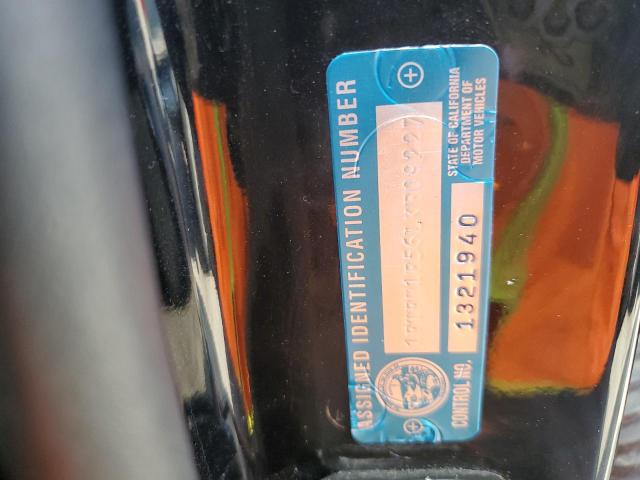 ASSIGNED IDENTIFICATION NUMBER
STATE OF CALIFORNIA
DEPARTMENT OF
MOTOR VEHICLES
CONTROL NO. 1321940